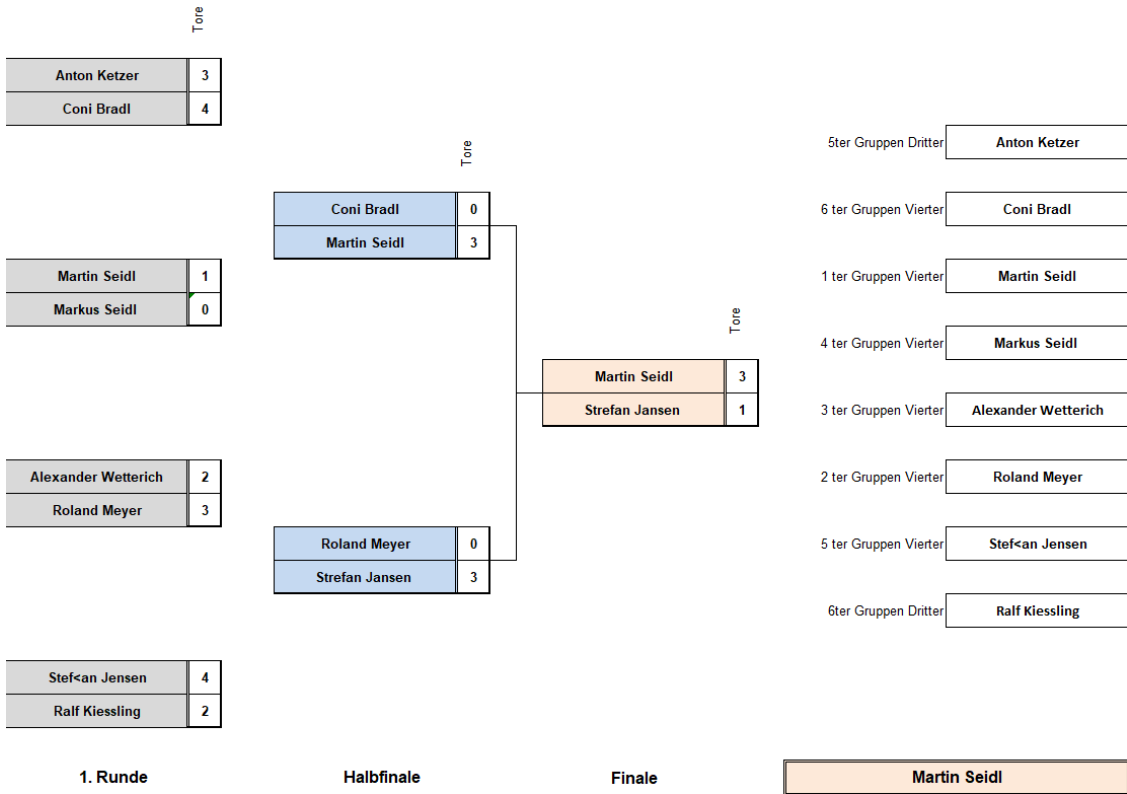 Tore
Anton Ketzer 3
Coni Bradl 4
Martin Seidl 1
Markus Seidl 0
Alexander Wetterich 2
Roland Meyer 3
Stef<an Jensen 4
Ralf Kiessling 2
1. Runde
Tore
Coni Bradl 0
Martin Seidl 3
Roland Meyer 0
Strefan Jansen 3
Halbfinale
Tore
Martin Seidl 3
Strefan Jansen 1
Finale
5ter Gruppen Dritter Anton Ketzer
6 ter Gruppen Vierter Coni Bradl
1 ter Gruppen Vierter Martin Seidl
4 ter Gruppen Vierter Markus Seidl
3 ter Gruppen Vierter Alexander Wetterich
2 ter Gruppen Vierter Roland Meyer
5 ter Gruppen Vierter Stef<an Jensen
6ter Gruppen Dritter Ralf Kiessling
Martin Seidl